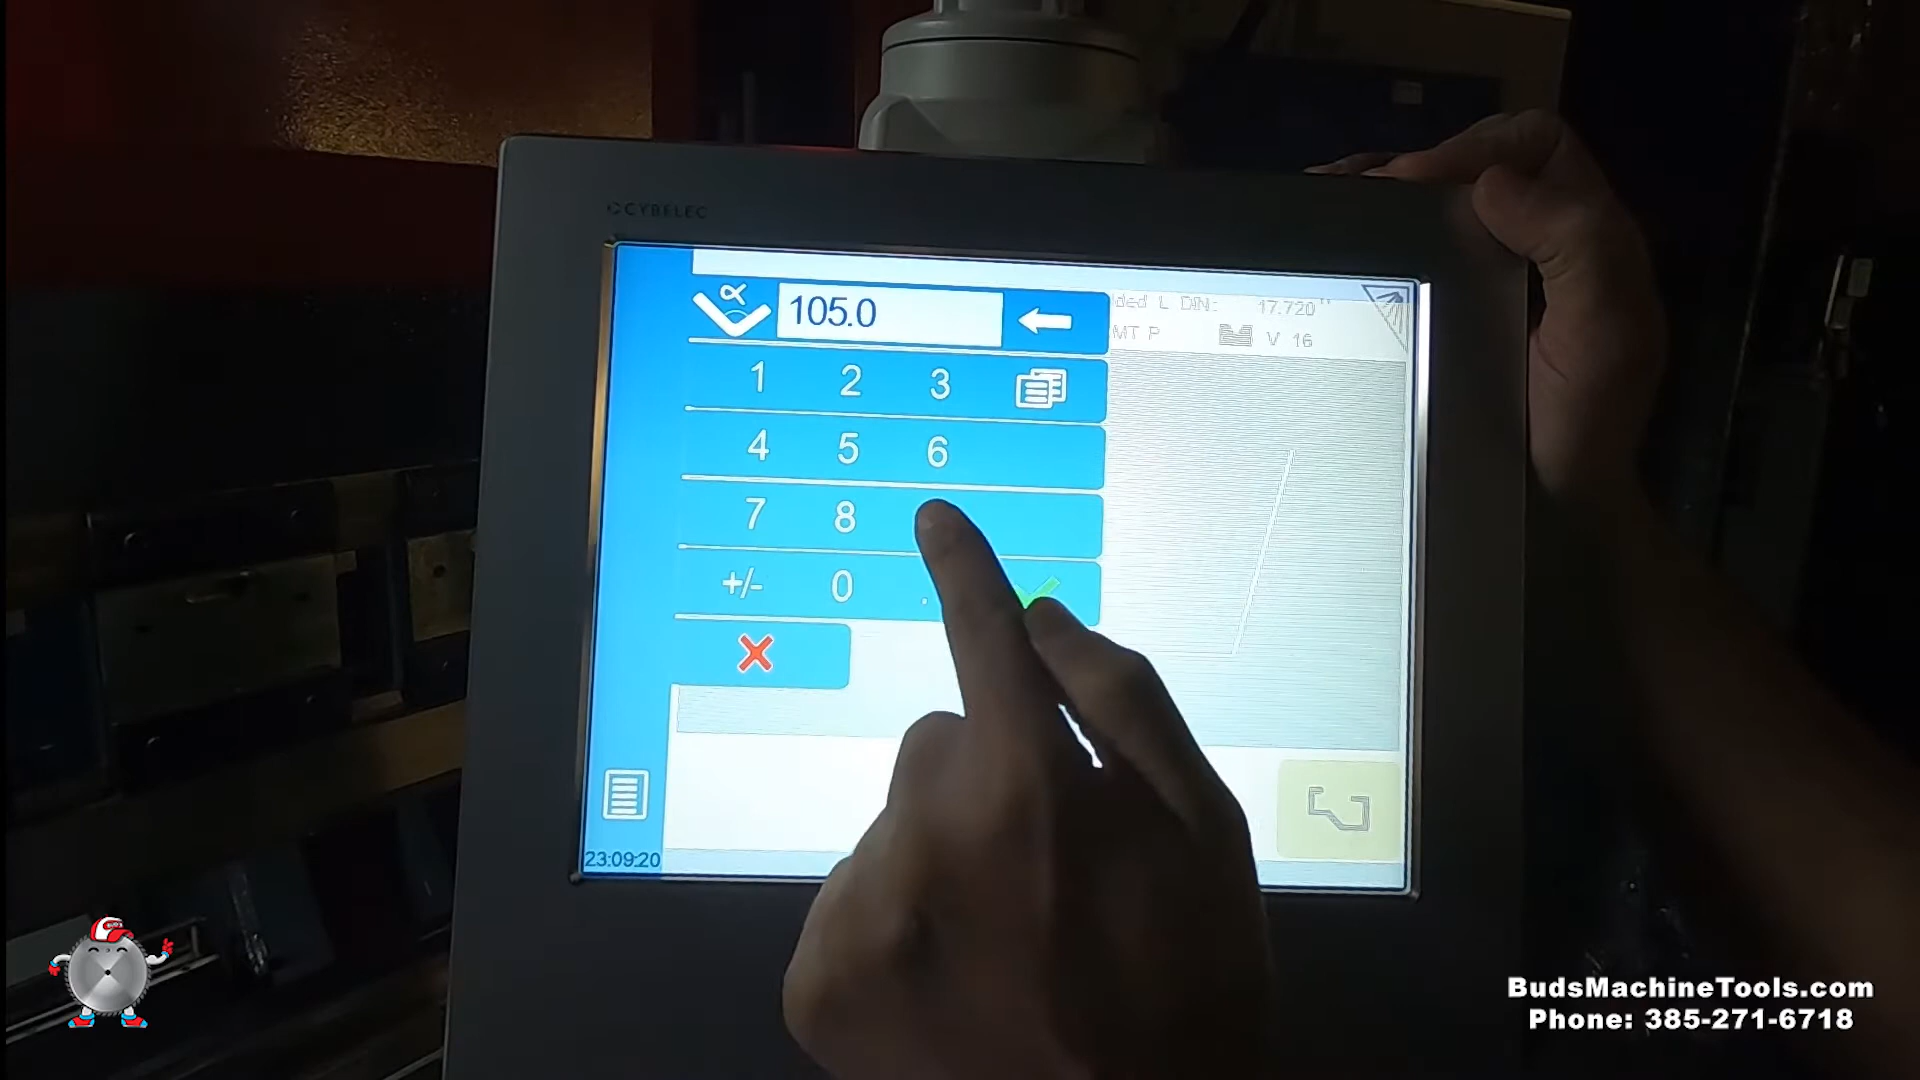 CYBELEC
α 105.0
ded L DIN: 17.720"
MT P V 16
1 2 3
4 5 6
7 8
+/- 0 .
23:09:20
BudsMachineTools.com
Phone: 385-271-6718